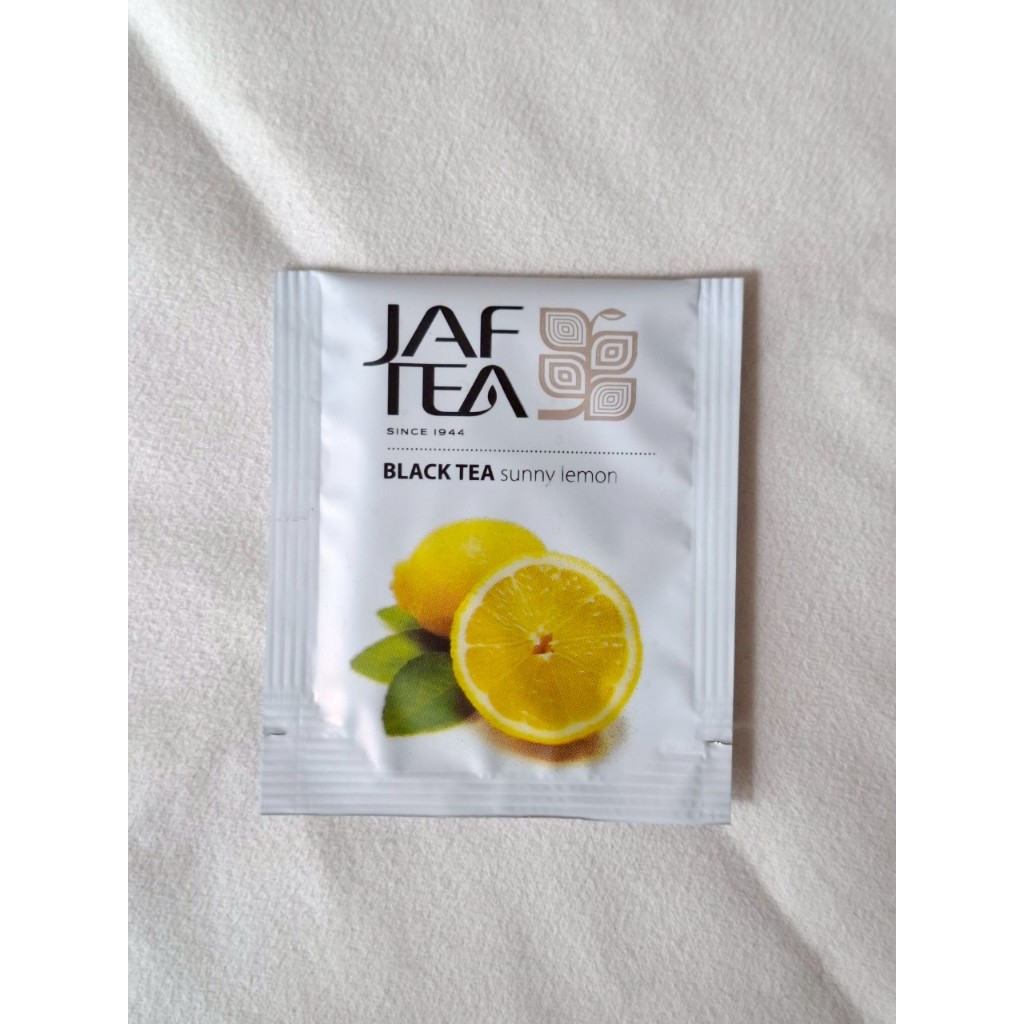 JAF
TEA
SINCE 1944
BLACK TEA sunny lemon